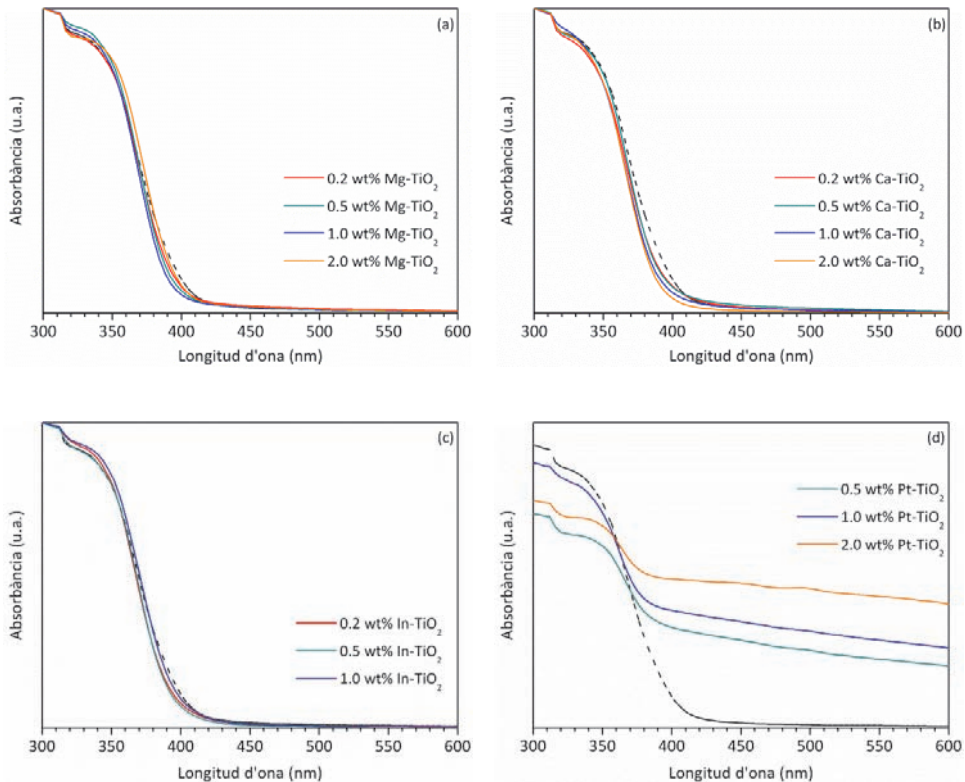 (a)
Absorbància (u.a.)
0.2 wt% Mg-TiO₂
0.5 wt% Mg-TiO₂
1.0 wt% Mg-TiO₂
2.0 wt% Mg-TiO₂
300 350 400 450 500 550 600
Longitud d'ona (nm)
(b)
Absorbància (u.a.)
0.2 wt% Ca-TiO₂
0.5 wt% Ca-TiO₂
1.0 wt% Ca-TiO₂
2.0 wt% Ca-TiO₂
300 350 400 450 500 550 600
Longitud d'ona (nm)
(c)
Absorbància (u.a.)
0.2 wt% In-TiO₂
0.5 wt% In-TiO₂
1.0 wt% In-TiO₂
300 350 400 450 500 550 600
Longitud d'ona (nm)
(d)
Absorbància (u.a.)
0.5 wt% Pt-TiO₂
1.0 wt% Pt-TiO₂
2.0 wt% Pt-TiO₂
300 350 400 450 500 550 600
Longitud d'ona (nm)